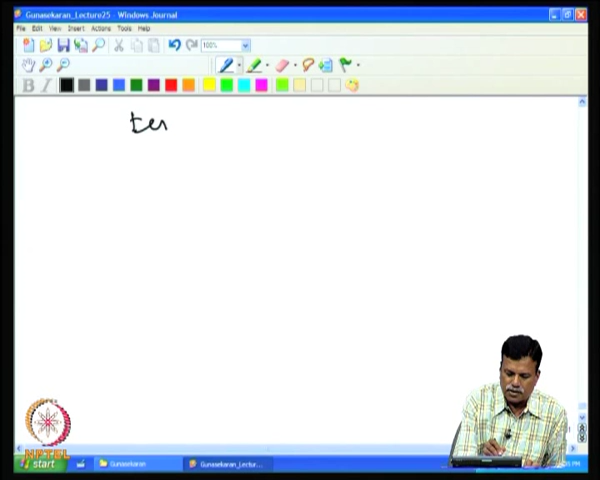 Gunasekaran_Lecture25 - Windows Journal
File Edit View Insert Actions Tools Help
100%
B I
ter
NPTEL
start Gunasekaran Gunasekaran_Lectur...